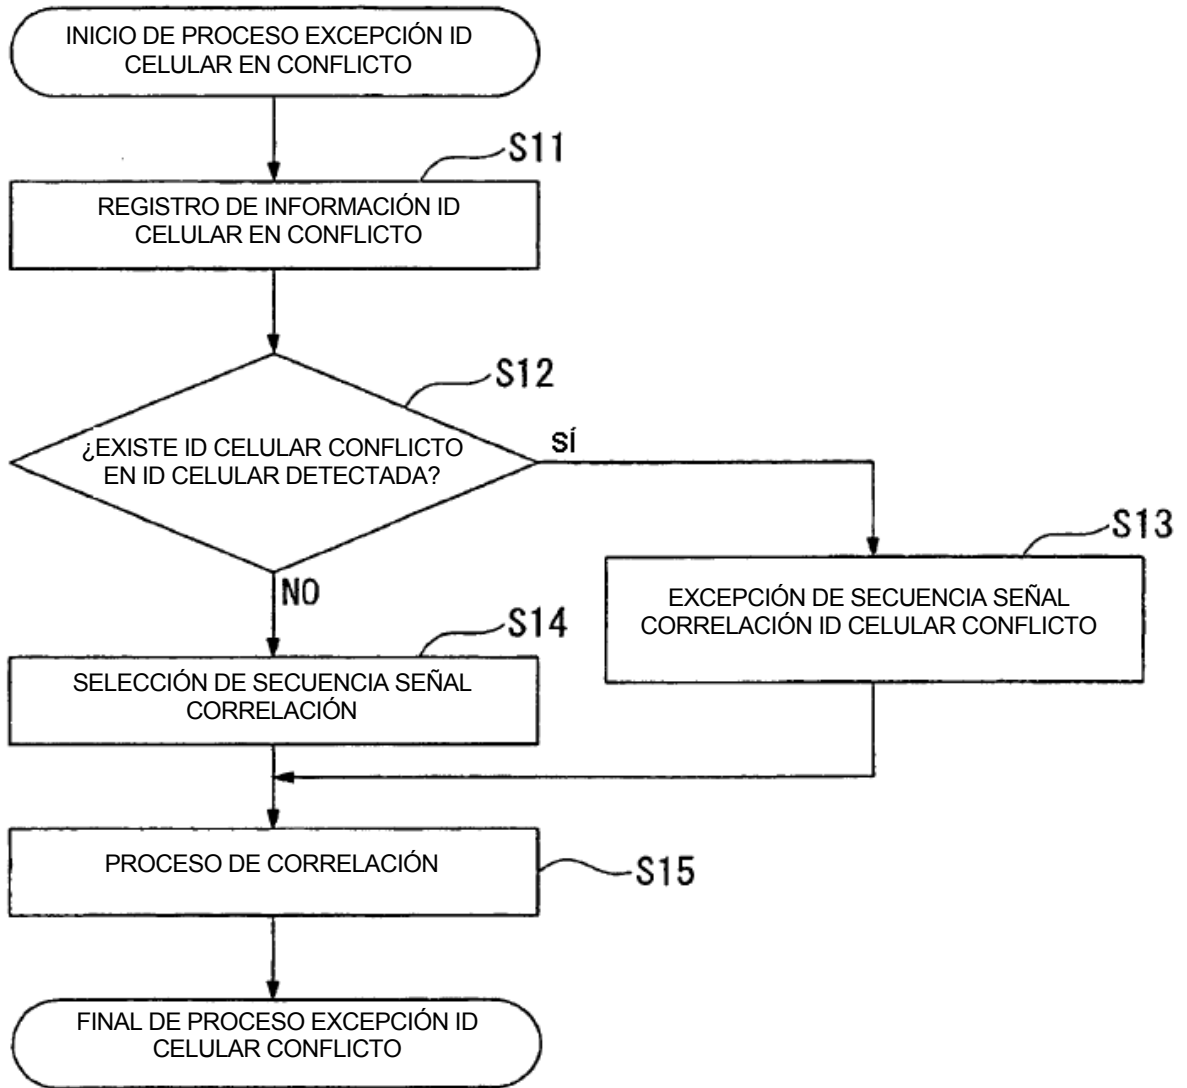 INICIO DE PROCESO EXCEPCIÓN ID
CELULAR EN CONFLICTO
S11
REGISTRO DE INFORMACIÓN ID
CELULAR EN CONFLICTO
S12
¿EXISTE ID CELULAR CONFLICTO
EN ID CELULAR DETECTADA?
SÍ
S13
EXCEPCIÓN DE SECUENCIA SEÑAL
CORRELACIÓN ID CELULAR CONFLICTO
NO
S14
SELECCIÓN DE SECUENCIA SEÑAL
CORRELACIÓN
PROCESO DE CORRELACIÓN
S15
FINAL DE PROCESO EXCEPCIÓN ID
CELULAR CONFLICTO